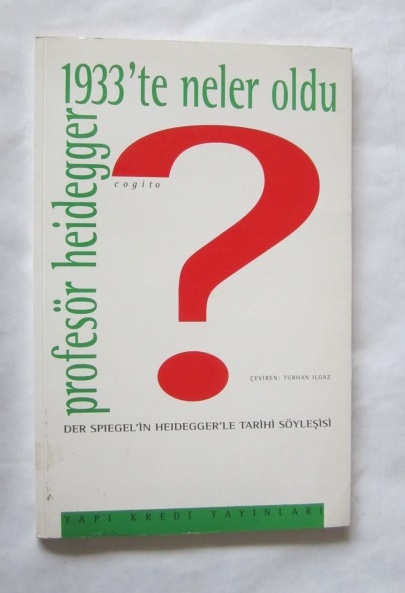 profesör heidegger
1933'te neler oldu
?
cogito
ÇEVİREN: TURHAN ILGAZ
DER SPIEGEL'İN HEIDEGGER'LE TARİHİ SÖYLEŞİSİ
YAPI KREDİ YAYINLARI